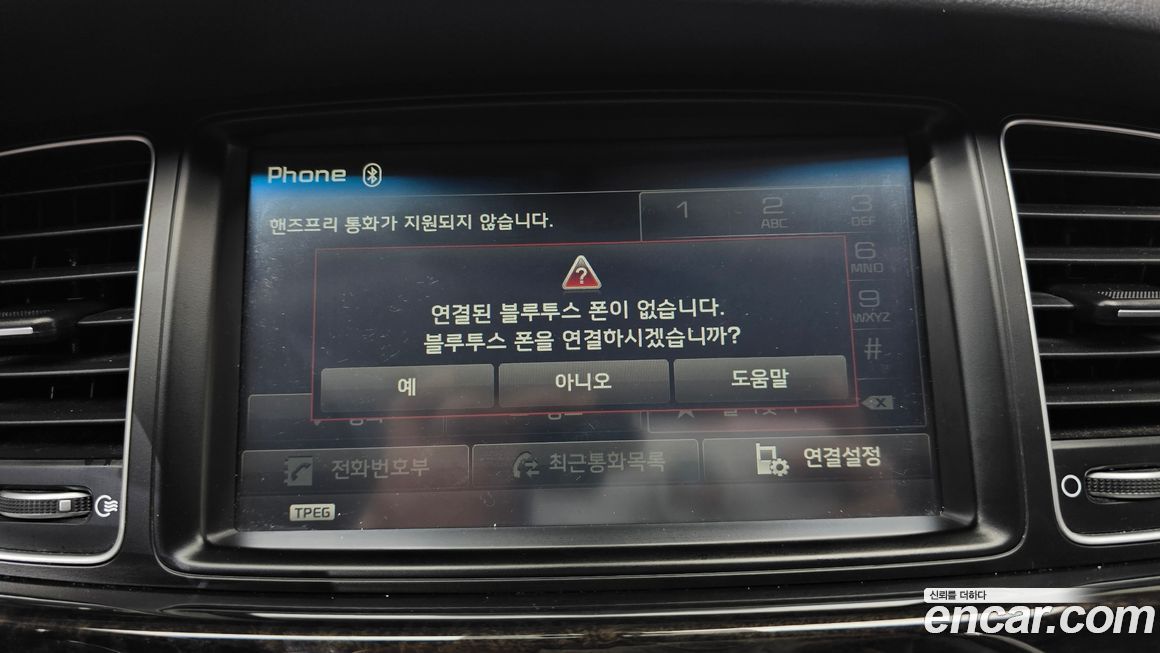 Phone
핸즈프리 통화가 지원되지 않습니다.
1
2
ABC
3
DEF
?
연결된 블루투스 폰이 없습니다.
블루투스 폰을 연결하시겠습니까?
6
MNO
9
WXYZ
#
예
아니오
도움말
전화번호부
최근통화목록
연결설정
TPEG
신뢰를 더하다
encar.com